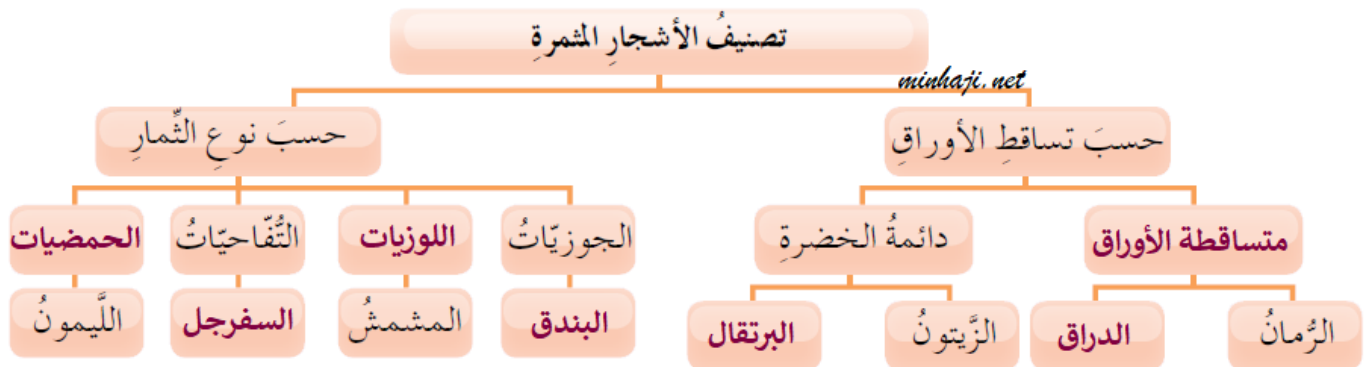 تصنيفُ الأشجارِ المثمرةِ
minhaji.net
حسبَ تساقطِ الأوراقِ
حسبَ نوعِ الثِّمارِ
متساقطة الأوراق
دائمةُ الخضرةِ
الجوزيّاتُ
اللوزيات
التُّفّاحيّاتُ
الحمضيات
الرُّمانُ
الدراق
الزَّيتونُ
البرتقال
البندق
المشمشُ
السفرجل
اللَّيمونُ